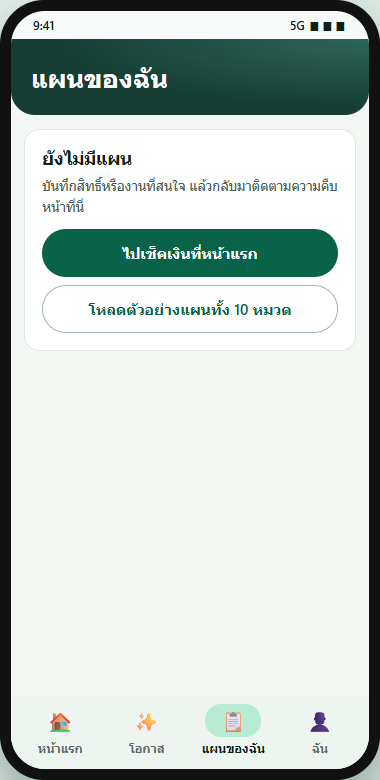 9:41
5G
แผนของฉัน
ยังไม่มีแผน
บันทึกสิทธิ์หรืองานที่สนใจ แล้วกลับมาติดตามความคืบ
หน้าที่นี่
ไปเช็คเงินที่หน้าแรก
โหลดตัวอย่างแผนทั้ง 10 หมวด
หน้าแรก
โอกาส
แผนของฉัน
ฉัน